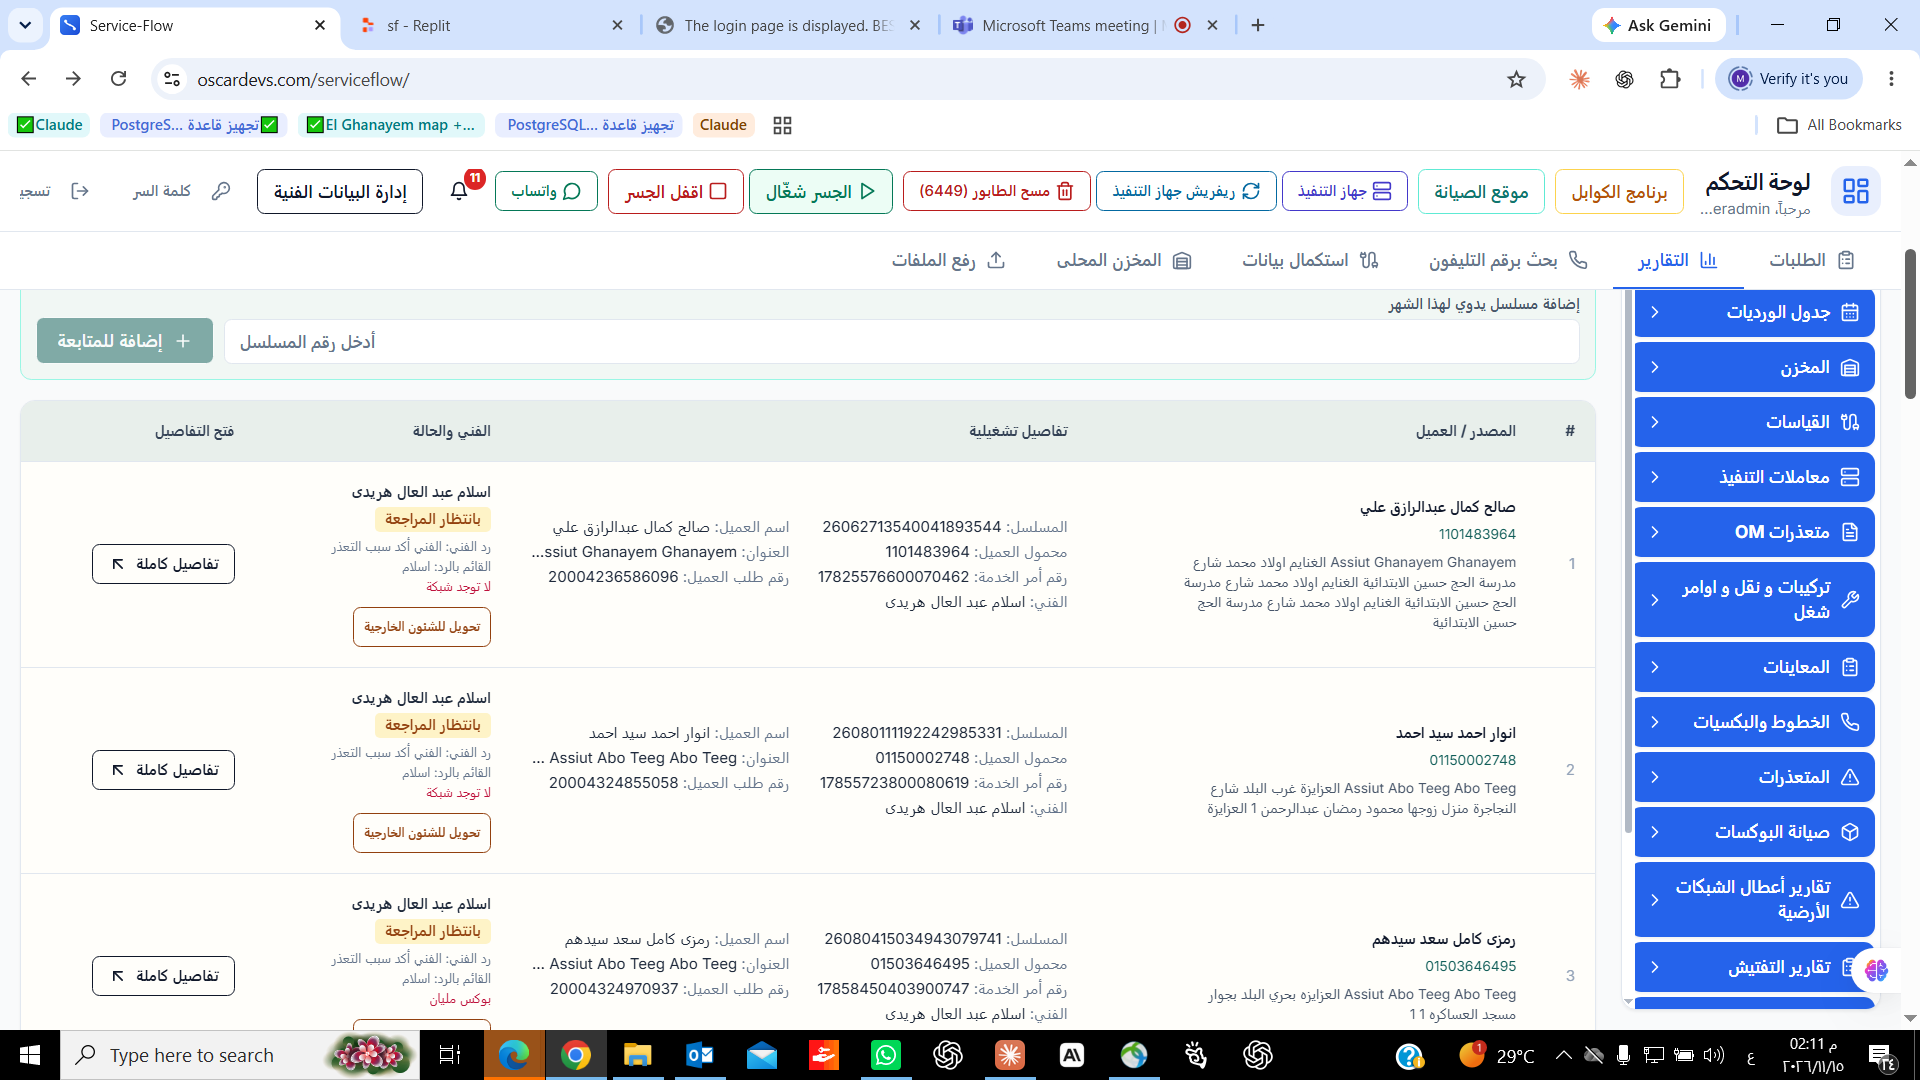 Service-Flow
sf - Replit
The login page is displayed. BES
Microsoft Teams meeting |
Ask Gemini
oscardevs.com/serviceflow/
Verify it's you
Claude
تجهيز قاعدة ...PostgreS
El Ghanayem map +...
تجهيز قاعدة ...PostgreSQL
Claude
All Bookmarks
لوحة التحكم
مرحباً، eradmin...
برنامج الكوابل
موقع الصيانة
جهاز التنفيذ
ريفريش جهاز التنفيذ
مسح الطابور (6449)
الجسر شغّال
اقفل الجسر
واتساب
11
إدارة البيانات الفنية
كلمة السر
تسجي
الطلبات
التقارير
بحث برقم التليفون
استكمال بيانات
المخزن المحلى
رفع الملفات
جدول الورديات
المخزن
القياسات
معاملات التنفيذ
متعذرات OM
تركيبات و نقل و اوامر
شغل
المعاينات
الخطوط والبكسيات
المتعذرات
صيانة البوكسات
تقارير أعطال الشبكات
الأرضية
تقارير التفتيش
إضافة مسلسل يدوي لهذا الشهر
أدخل رقم المسلسل
إضافة للمتابعة
#
المصدر / العميل
تفاصيل تشغيلية
الفني والحالة
فتح التفاصيل
1
صالح كمال عبدالرازق علي
1101483964
Assiut Ghanayem Ghanayem الغنايم اولاد محمد شارع
مدرسة الحج حسين الابتدائية الغنايم اولاد محمد شارع مدرسة
الحج حسين الابتدائية الغنايم اولاد محمد شارع مدرسة الحج
حسين الابتدائية
المسلسل: 26062713540041893544
محمول العميل: 1101483964
رقم أمر الخدمة: 17825576600070462
الفني: اسلام عبد العال هريدى
اسم العميل: صالح كمال عبدالرازق علي
العنوان: ssiut Ghanayem Ghanayem...
رقم طلب العميل: 20004236586096
اسلام عبد العال هريدى
بانتظار المراجعة
رد الفني: الفني أكد سبب التعذر
القائم بالرد: اسلام
لا توجد شبكة
تحويل للشئون الخارجية
تفاصيل كاملة
2
انوار احمد سيد احمد
01150002748
Assiut Abo Teeg Abo Teeg العزايزة غرب البلد شارع
النجاجرة منزل زوجها محمود رمضان عبدالرحمن 1 العزايزة
المسلسل: 26080111192242985331
محمول العميل: 01150002748
رقم أمر الخدمة: 17855723800080619
الفني: اسلام عبد العال هريدى
اسم العميل: انوار احمد سيد احمد
العنوان: Assiut Abo Teeg Abo Teeg ...
رقم طلب العميل: 20004324855058
اسلام عبد العال هريدى
بانتظار المراجعة
رد الفني: الفني أكد سبب التعذر
القائم بالرد: اسلام
لا توجد شبكة
تحويل للشئون الخارجية
تفاصيل كاملة
3
رمزى كامل سعد سيدهم
01503646495
Assiut Abo Teeg Abo Teeg العزايزه بحري البلد بجوار
مسجد العساكره 1 1
المسلسل: 26080415034943079741
محمول العميل: 01503646495
رقم أمر الخدمة: 17858450403900747
الفني: اسلام عبد العال هريدى
اسم العميل: رمزى كامل سعد سيدهم
العنوان: Assiut Abo Teeg Abo Teeg ...
رقم طلب العميل: 20004324970937
اسلام عبد العال هريدى
بانتظار المراجعة
رد الفني: الفني أكد سبب التعذر
القائم بالرد: اسلام
بوكس مليان
تفاصيل كاملة
Type here to search
1
29°C
ع
02:11 م
٢٠٢٦/١١/١٥
٢٤